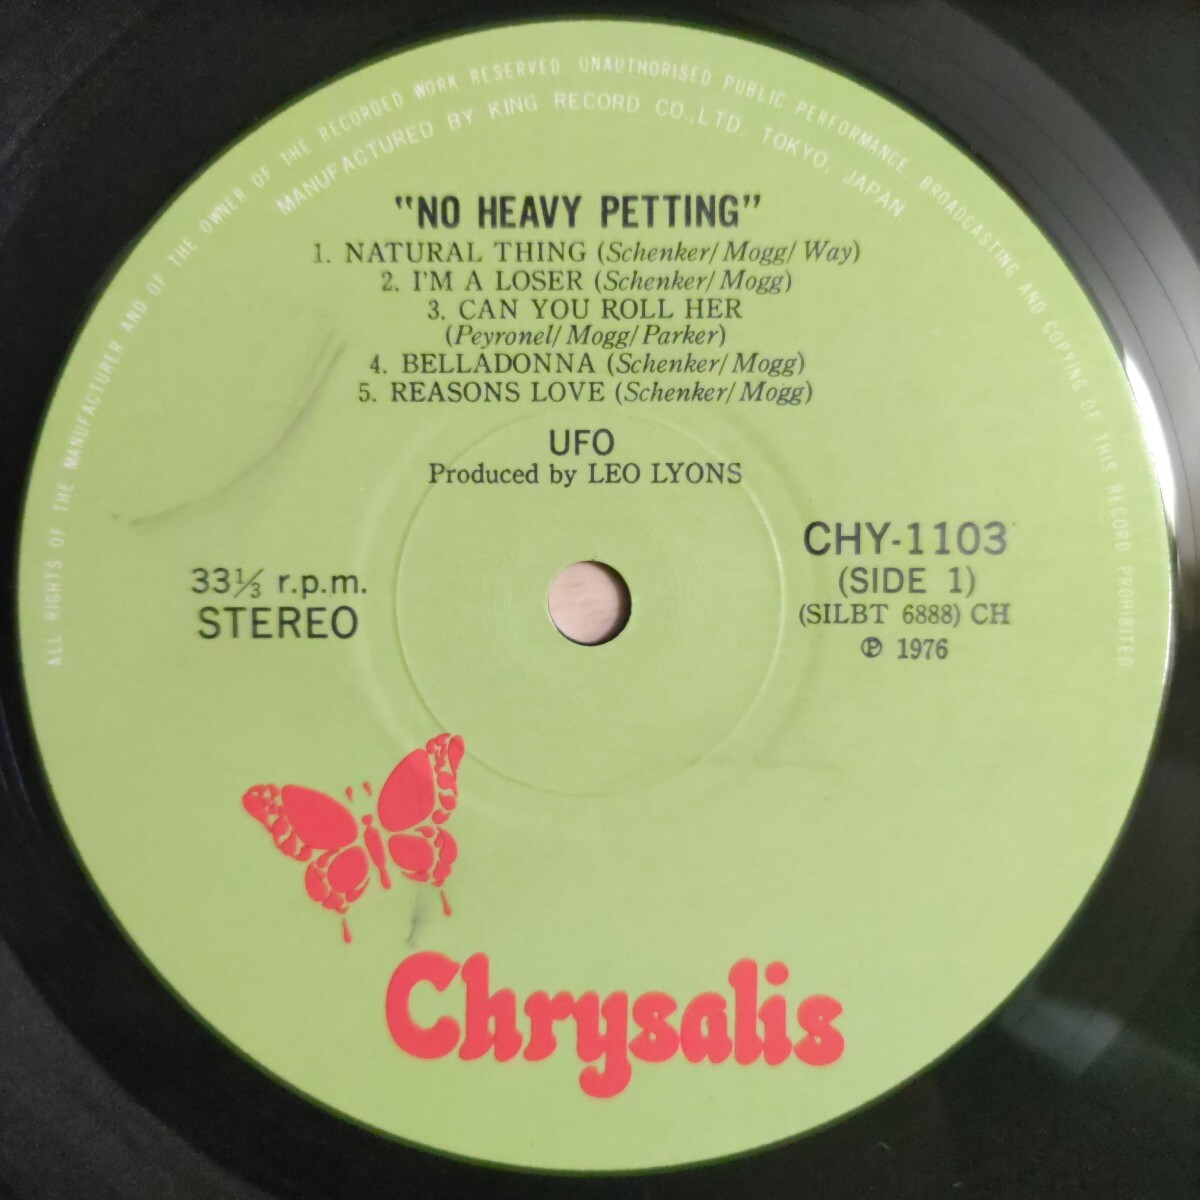 ALL RIGHTS OF THE MANUFACTURER AND OF THE OWNER OF THE RECORDED WORK RESERVED UNAUTHORISED PUBLIC PERFORMANCE BROADCASTING AND COPYING OF THIS RECORD PROHIBITED
MANUFACTURED BY KING RECORD CO.,LTD. TOKYO, JAPAN.
"NO HEAVY PETTING"
1. NATURAL THING (Schenker/Mogg/Way)
2. I'M A LOSER (Schenker/Mogg)
3. CAN YOU ROLL HER
(Peyronel/Mogg/Parker)
4. BELLADONNA (Schenker/Mogg)
5. REASONS LOVE (Schenker/Mogg)
UFO
Produced by LEO LYONS
33⅓ r.p.m.
STEREO
CHY-1103
(SIDE 1)
(SILBT 6888) CH
℗ 1976
Chrysalis